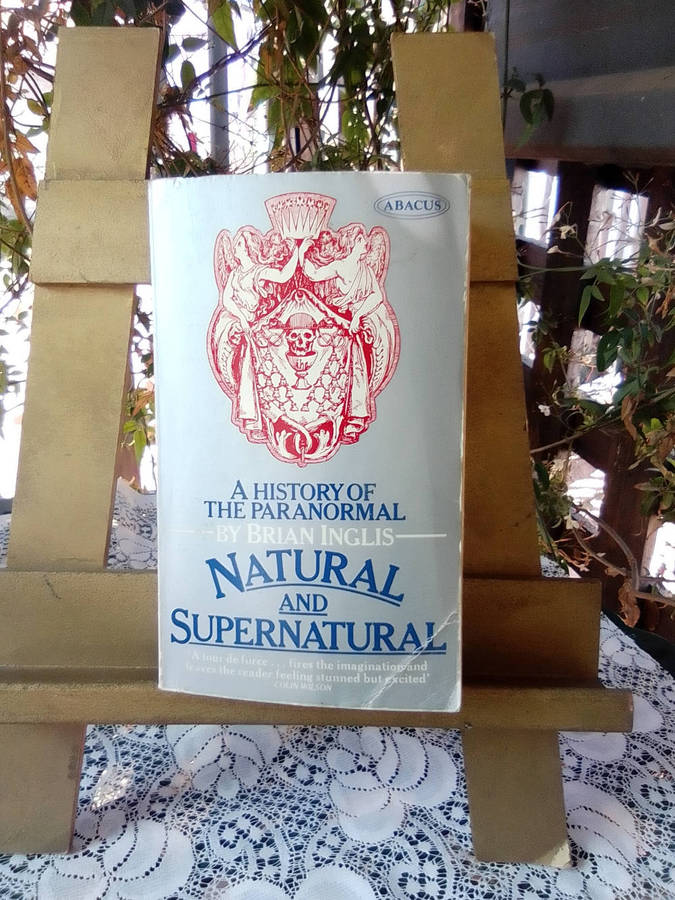 ABACUS
A HISTORY OF
THE PARANORMAL
BY BRIAN INGLIS
NATURAL
AND
SUPERNATURAL
A tour de force . . . fires the imagination and
leaves the reader feeling stunned but excited'
COLIN WILSON